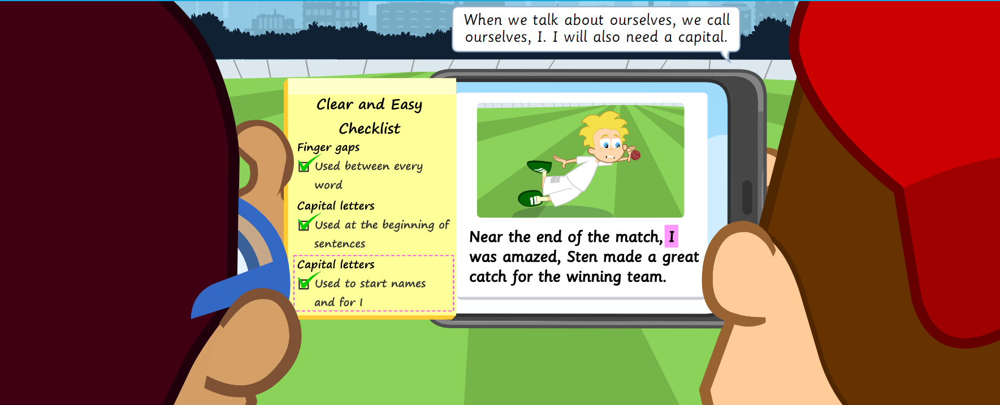 When we talk about ourselves, we call
ourselves, I. I will also need a capital.
Clear and Easy
Checklist
Finger gaps
Used between every
word
Capital letters
Used at the beginning of
sentences
Capital letters
Used to start names
and for I
Near the end of the match, I
was amazed, Sten made a great
catch for the winning team.